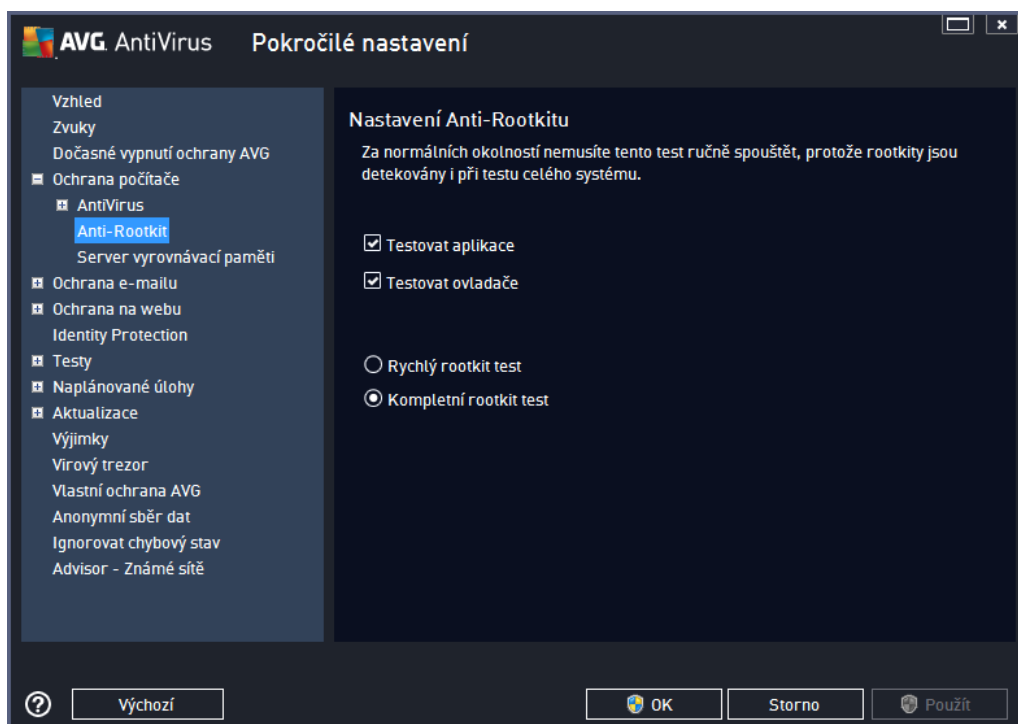 AVG. AntiVirus Pokročilé nastavení
Vzhled
Zvuky
Dočasné vypnutí ochrany AVG
Ochrana počítače
AntiVirus
Anti-Rootkit
Server vyrovnávací paměti
Ochrana e-mailu
Ochrana na webu
Identity Protection
Testy
Naplánované úlohy
Aktualizace
Výjimky
Virový trezor
Vlastní ochrana AVG
Anonymní sběr dat
Ignorovat chybový stav
Advisor - Známé sítě
Nastavení Anti-Rootkitu
Za normálních okolností nemusíte tento test ručně spouštět, protože rootkity jsou
detekovány i při testu celého systému.
Testovat aplikace
Testovat ovladače
Rychlý rootkit test
Kompletní rootkit test
? Výchozí OK Storno Použít